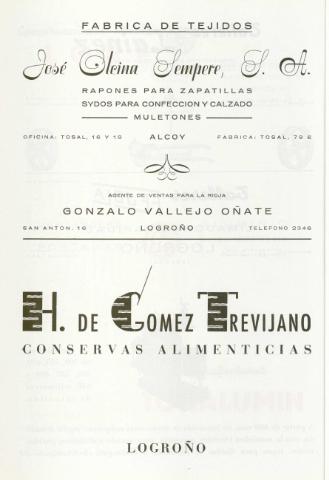 FABRICA DE TEJIDOS
José Olcina Sempere, S. A.
RAPONES PARA ZAPATILLAS
SYDOS PARA CONFECCION Y CALZADO
MULETONES
OFICINA: TOSAL, 16 Y 19 ALCOY FABRICA: TOSAL, 79 B
AGENTE DE VENTAS PARA LA RIOJA
GONZALO VALLEJO OÑATE
SAN ANTON, 16 LOGROÑO TELEFONO 2346
H. DE GOMEZ TREVIJANO
CONSERVAS ALIMENTICIAS
LOGROÑO